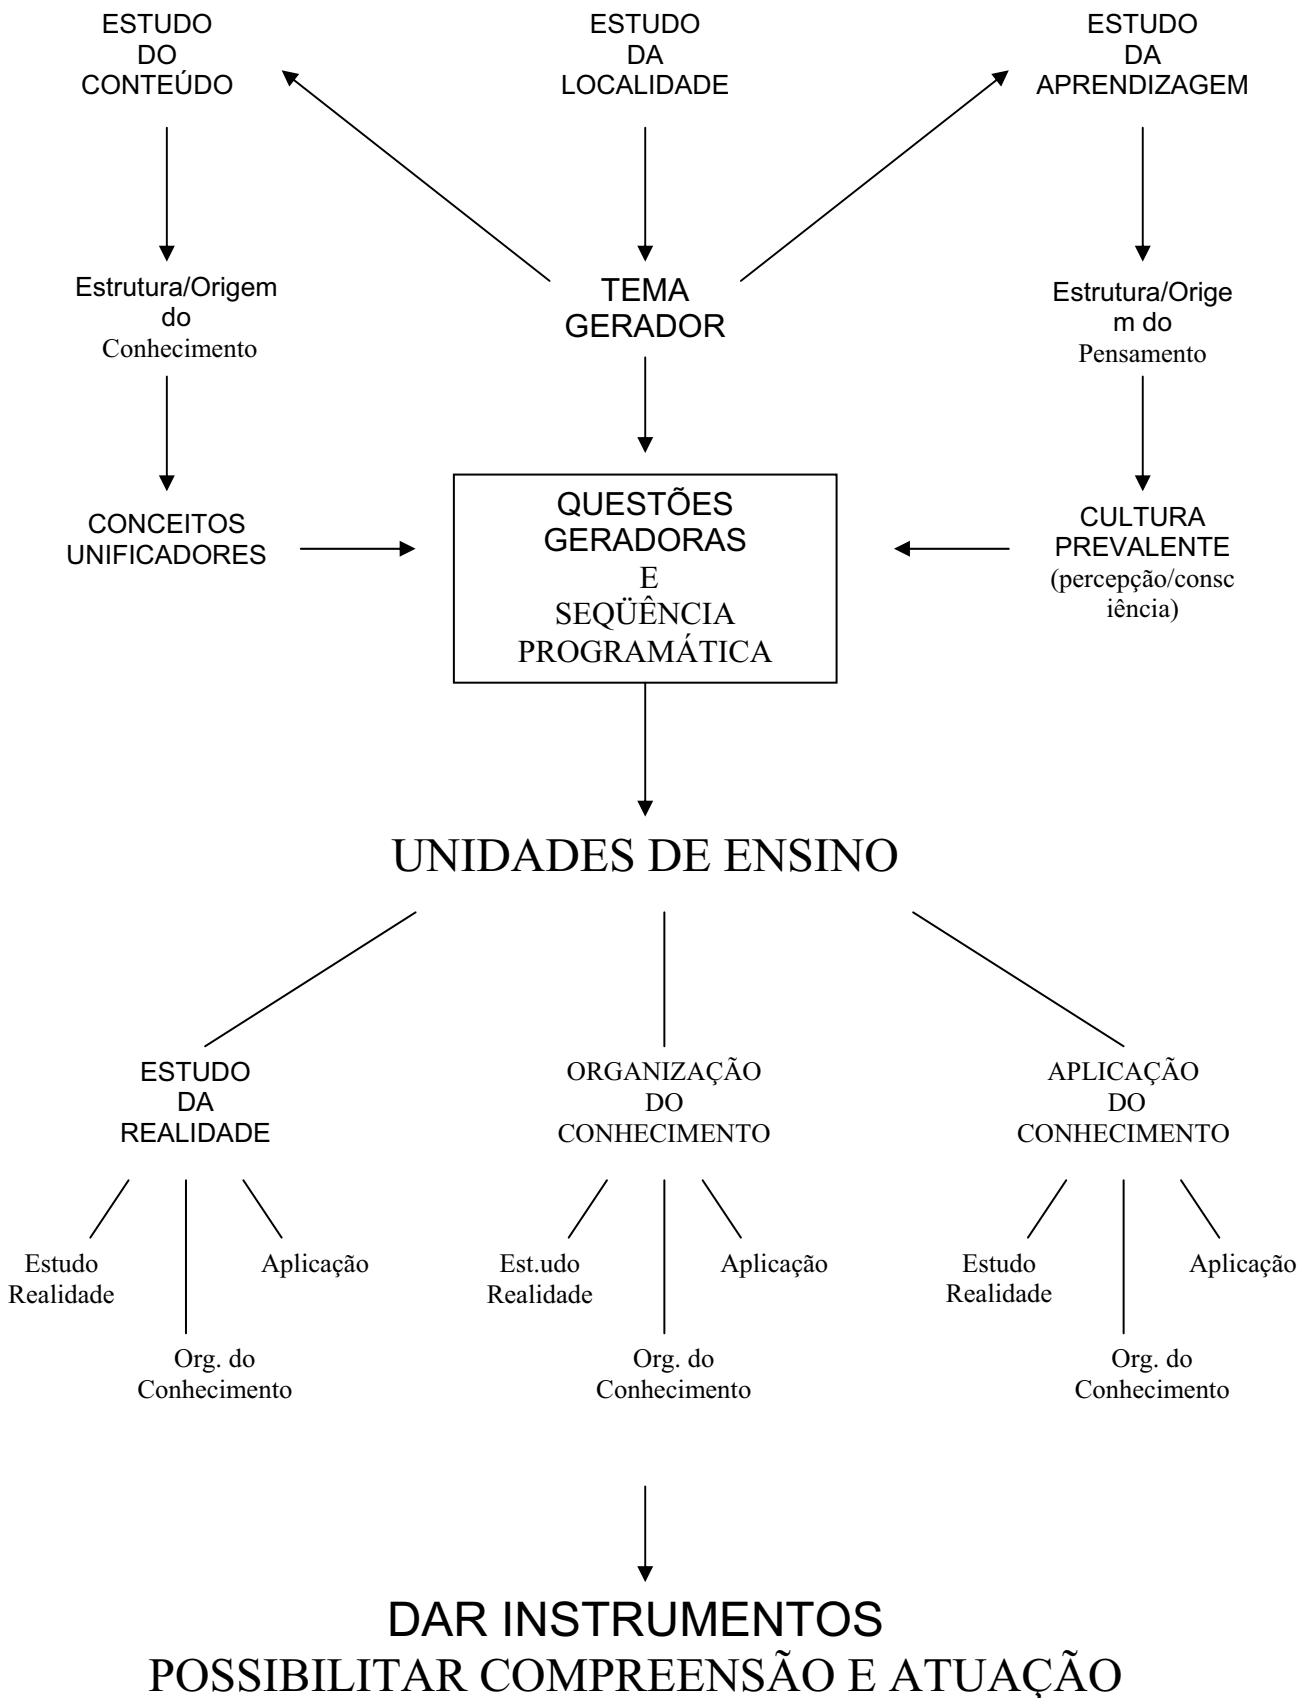 ESTUDO
DO
CONTEÚDO
ESTUDO
DA
LOCALIDADE
ESTUDO
DA
APRENDIZAGEM
Estrutura/Origem
do
Conhecimento
TEMA
GERADOR
Estrutura/Orige
m do
Pensamento
CONCEITOS
UNIFICADORES
QUESTÕES
GERADORAS
E
SEQÜÊNCIA
PROGRAMÁTICA
CULTURA
PREVALENTE
(percepção/consc
iência)
UNIDADES DE ENSINO
ESTUDO
DA
REALIDADE
ORGANIZAÇÃO
DO
CONHECIMENTO
APLICAÇÃO
DO
CONHECIMENTO
Estudo
Realidade
Aplicação
Org. do
Conhecimento
Est.udo
Realidade
Aplicação
Org. do
Conhecimento
Estudo
Realidade
Aplicação
Org. do
Conhecimento
DAR INSTRUMENTOS
POSSIBILITAR COMPREENSÃO E ATUAÇÃO